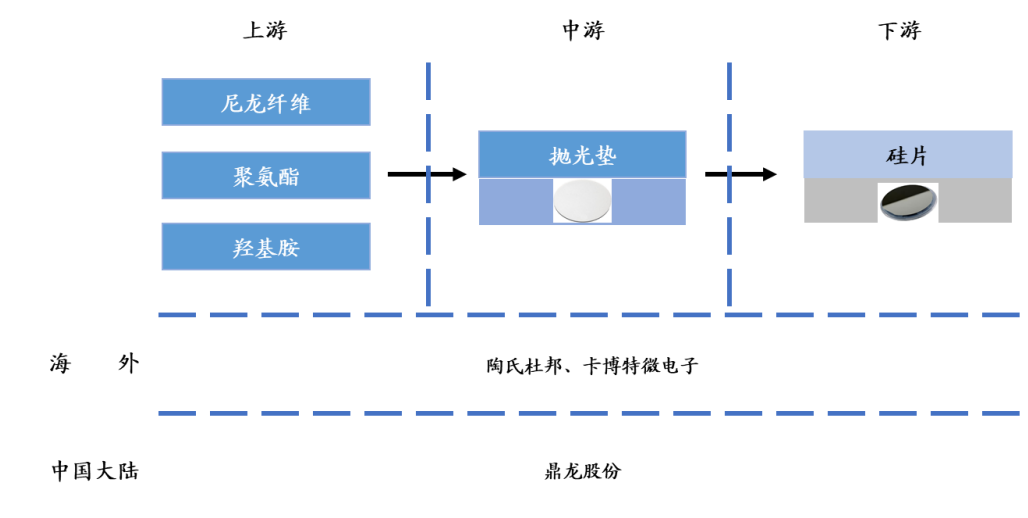 上游 中游 下游
尼龙纤维
聚氨酯
羟基胺
抛光垫
硅片
海 外 陶氏杜邦、卡博特微电子
中国大陆 鼎龙股份